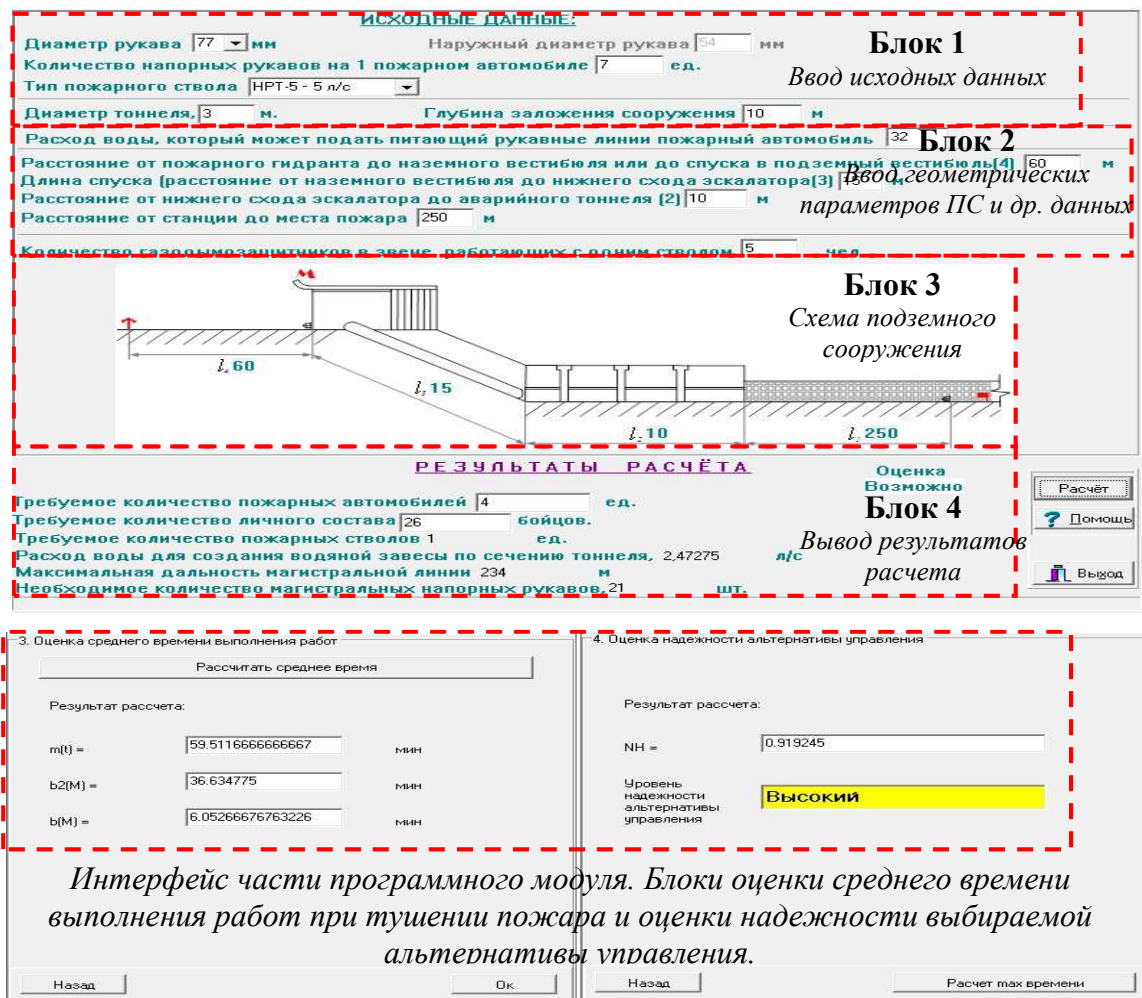 ИСХОДНЫЕ ДАННЫЕ:
Диаметр рукава 77 мм Наружный диаметр рукава 54 мм
Блок 1
Количество напорных рукавов на 1 пожарном автомобиле 7 ед.
Ввод исходных данных
Тип пожарного ствола НРТ-5 - 5 л/с
Диаметр тоннеля, 3 м. Глубина заложения сооружения 10 м
Расход воды, который может подать питающий рукавные линии пожарный автомобиль 32
Блок 2
Расстояние от пожарного гидранта до наземного вестибюля или до спуска в подземный вестибюль(4) 60 м
Длина спуска (расстояние от наземного вестибюля до нижнего схода эскалатора(3) 15 м
Ввод геометрических
Расстояние от нижнего схода эскалатора до аварийного тоннеля (2) 10 м
параметров ПС и др. данных
Расстояние от станции до места пожара 250 м
Количество газодымозащитников в звене, работающих с одним стволом 5 чел
Блок 3
Схема подземного
сооружения
М
l 60
l 15
l 10
l 250
РЕЗУЛЬТАТЫ РАСЧЁТА
Оценка
Возможно
Расчёт
Требуемое количество пожарных автомобилей 4 ед.
Блок 4
Требуемое количество личного состава 26 бойцов.
? Помощь
Требуемое количество пожарных стволов 1 ед.
Вывод результатов
Расход воды для создания водяной завесы по сечению тоннеля, 2,47275 л/с
Максимальная дальность магистральной линии 234 м
расчета
Выход
Необходимое количество магистральных напорных рукавов, 21 шт.
3. Оценка среднего времени выполнения работ
Рассчитать среднее время
Результат рассчета:
m(t) = 59.5116666666667 мин
b2(M) = 36.634775 мин
b(M) = 6.05266676763226 мин
4. Оценка надежности альтернативы управления
Результат рассчета:
NH = 0.919245
Уровень
надежности
альтернативы
управления
Высокий
Интерфейс части программного модуля. Блоки оценки среднего времени
выполнения работ при тушении пожара и оценки надежности выбираемой
альтернативы управления.
Назад
Ок
Назад
Расчет max времени